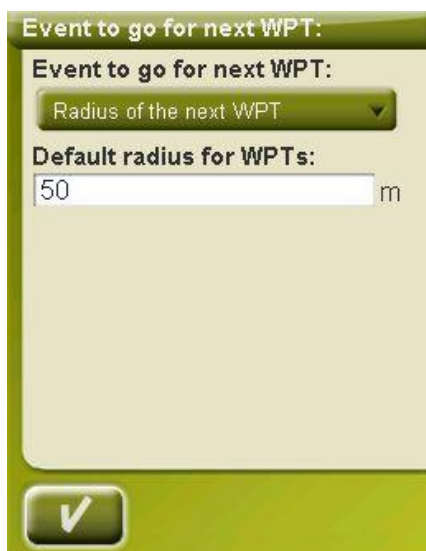 Event to go for next WPT:
Event to go for next WPT:
Radius of the next WPT
Default radius for WPTs:
50 m